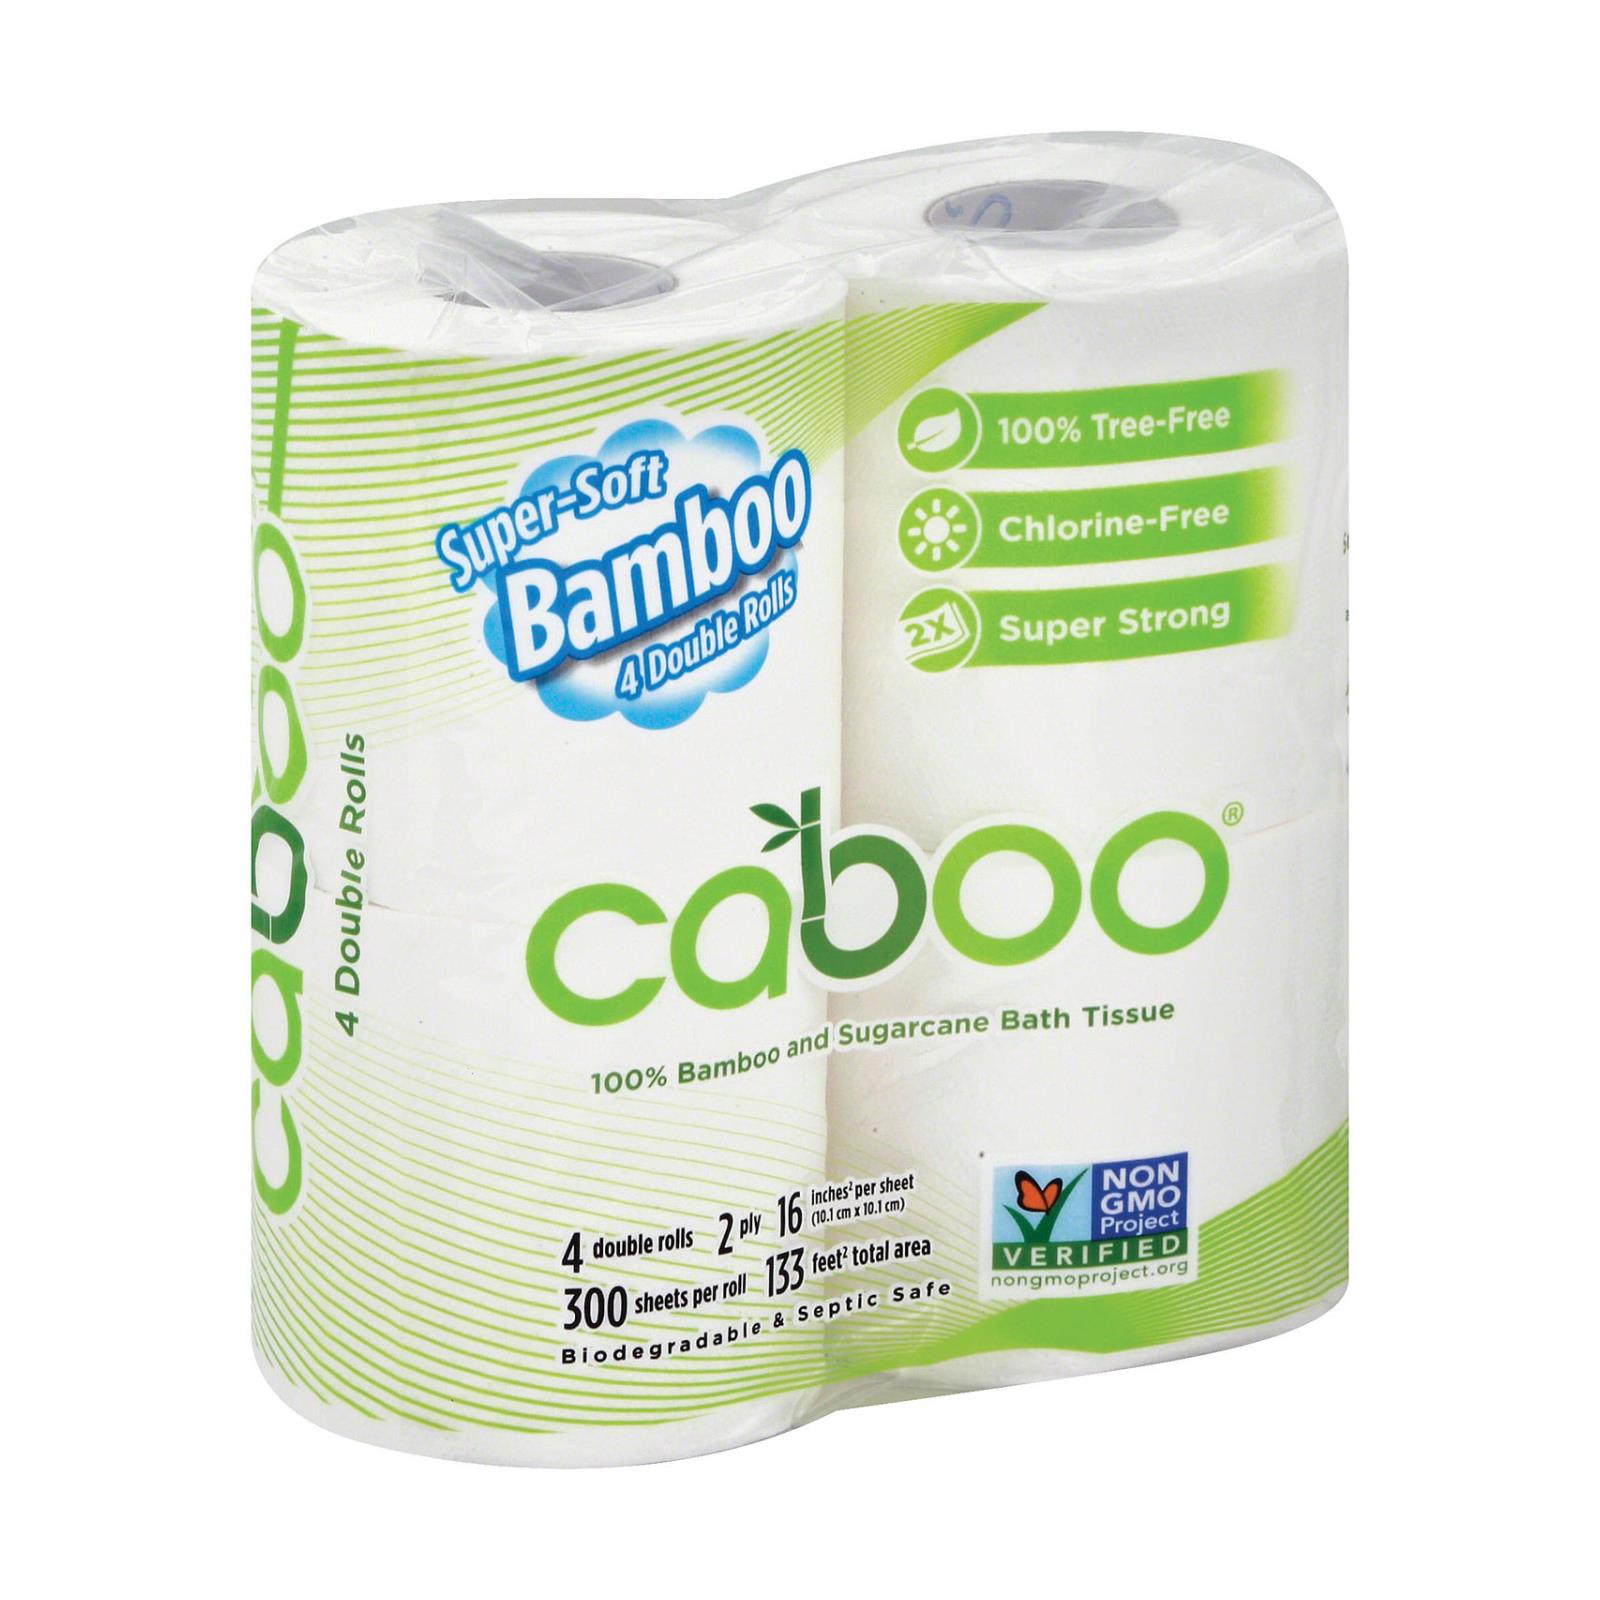 Super-Soft
Bamboo
4 Double Rolls
100% Tree-Free
Chlorine-Free
2X Super Strong
caboo
4 Double Rolls
caboo®
100% Bamboo and Sugarcane Bath Tissue
4 double rolls 2 ply 16 inches² per sheet
(10.1 cm x 10.1 cm)
300 sheets per roll 133 feet² total area
Biodegradable & Septic Safe
NON
GMO
Project
VERIFIED
nongmoproject.org